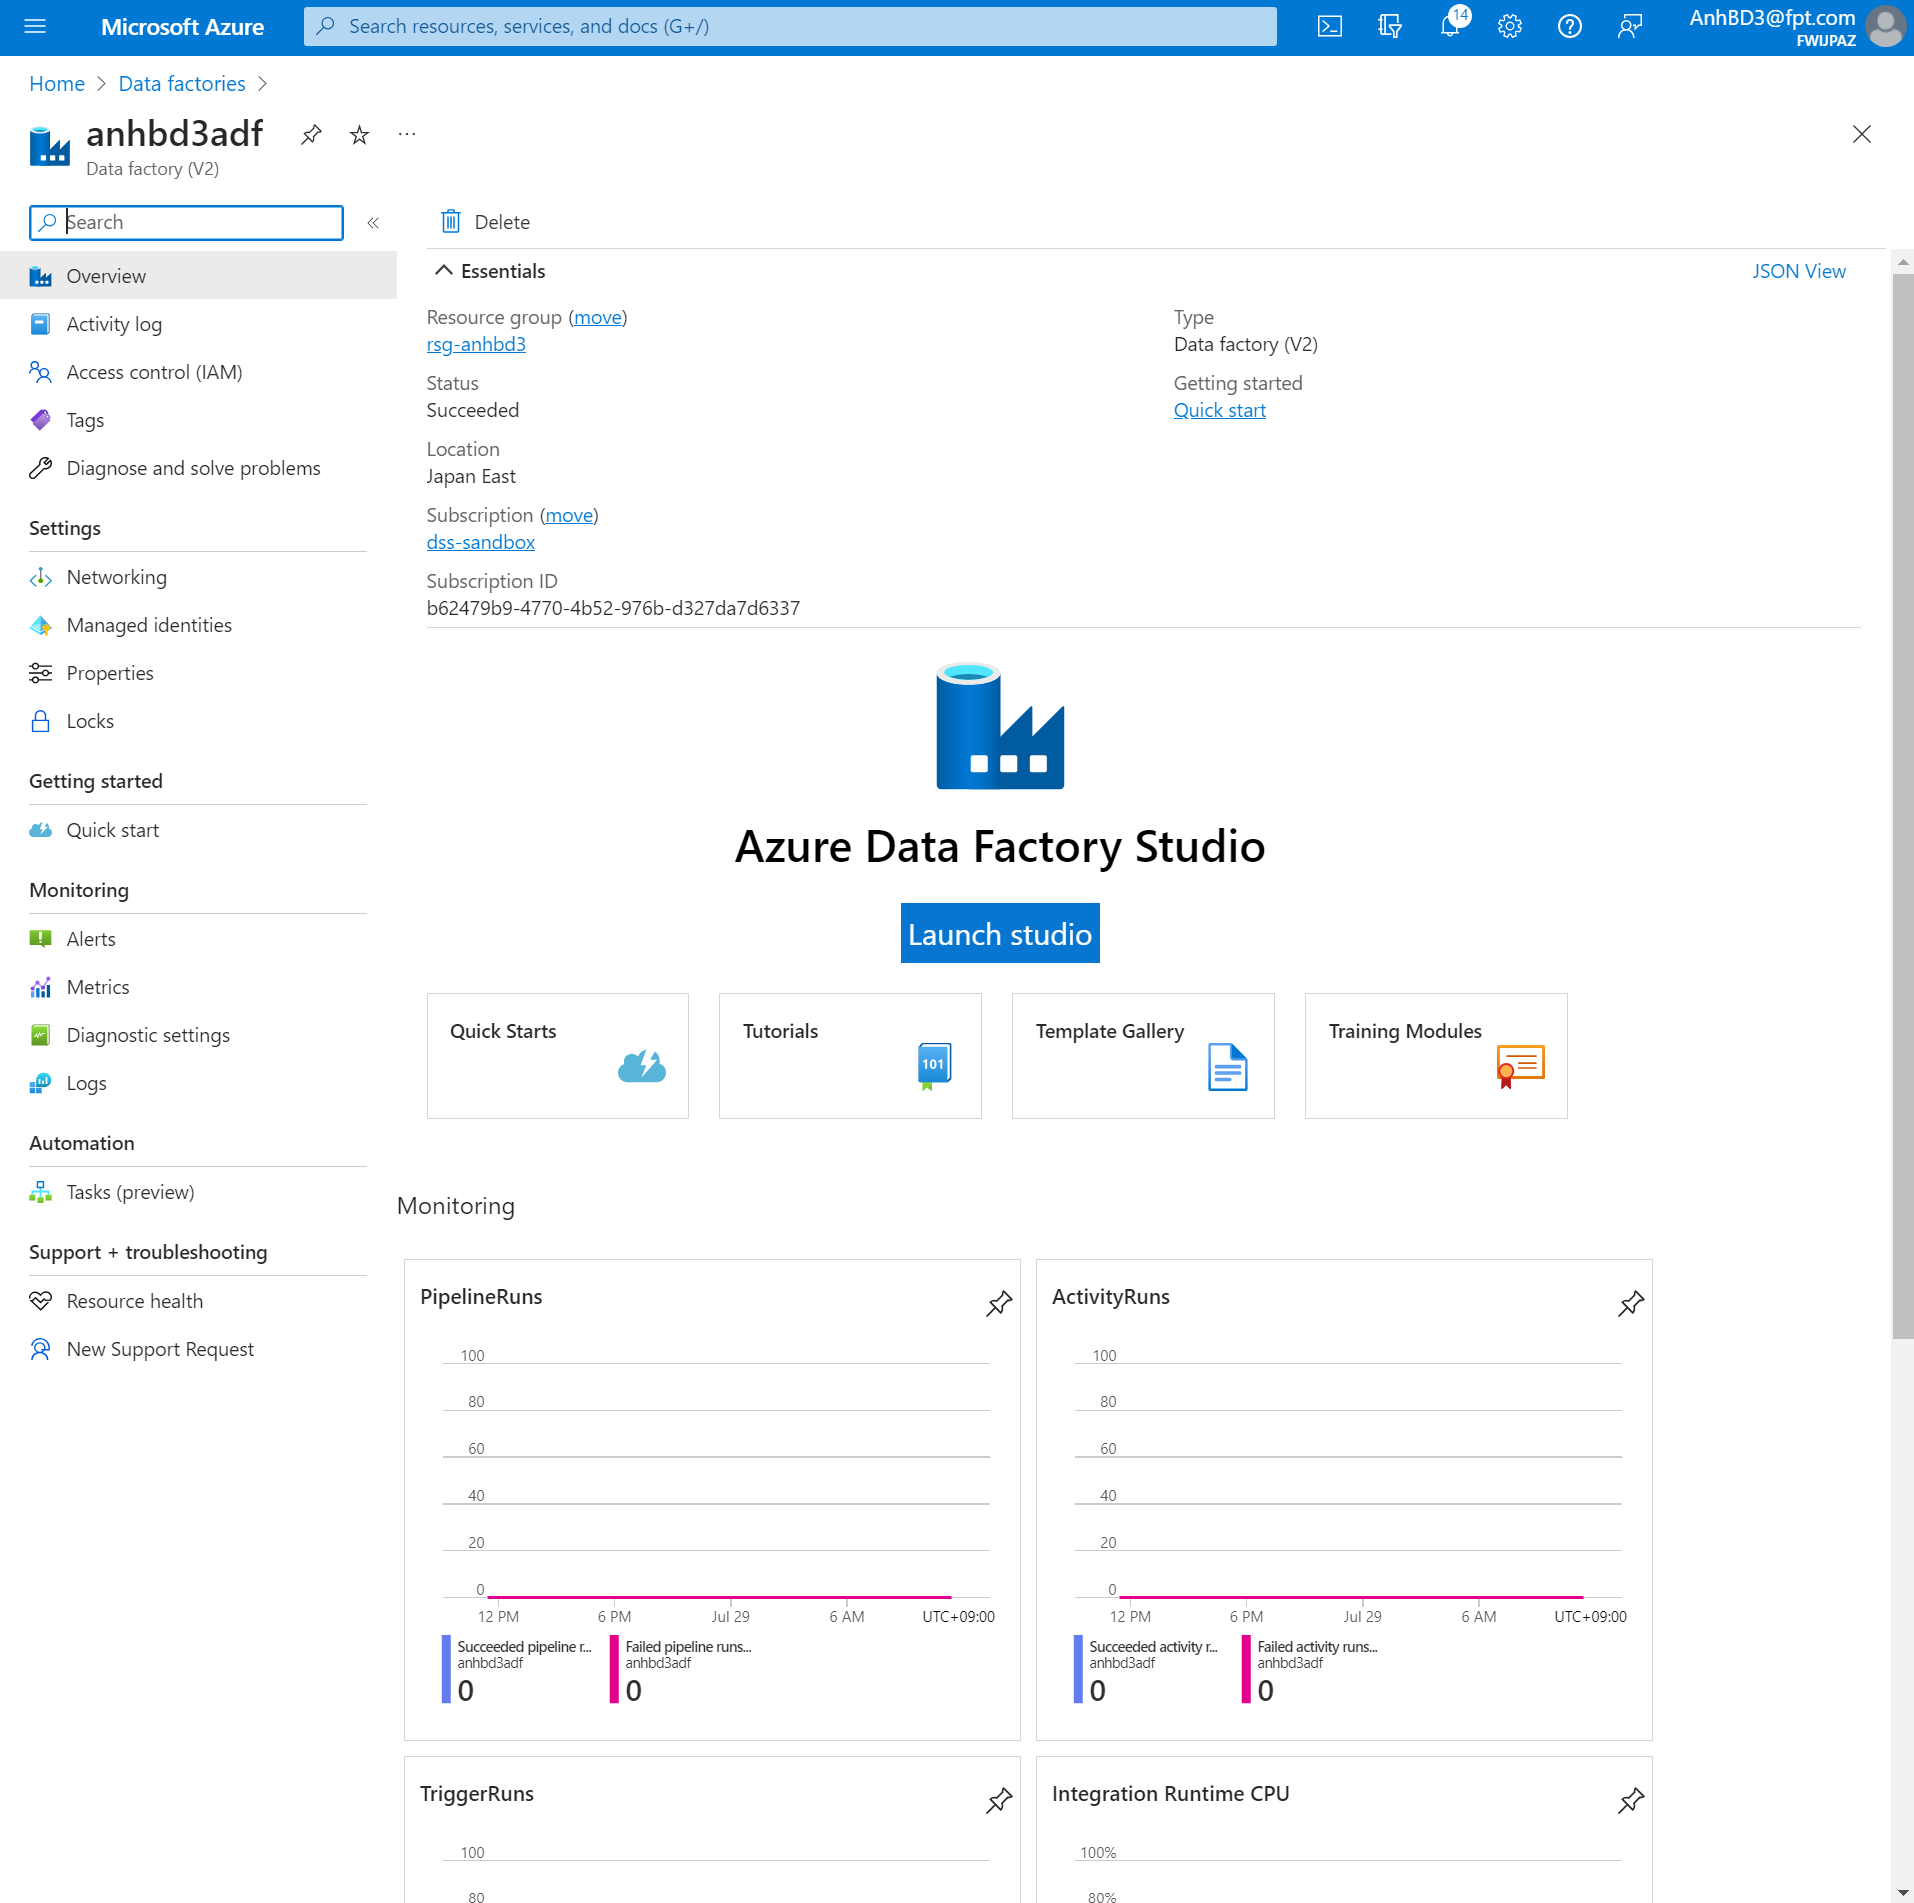 Microsoft Azure
Search resources, services, and docs (G+/)
14
AnhBD3@fpt.com
FWIJPAZ
Home
Data factories
anhbd3adf
Data factory (V2)
Search
Overview
Activity log
Access control (IAM)
Tags
Diagnose and solve problems
Settings
Networking
Managed identities
Properties
Locks
Getting started
Quick start
Monitoring
Alerts
Metrics
Diagnostic settings
Logs
Automation
Tasks (preview)
Support + troubleshooting
Resource health
New Support Request
Delete
Essentials
JSON View
Resource group (move)
rsg-anhbd3
Status
Succeeded
Location
Japan East
Subscription (move)
dss-sandbox
Subscription ID
b62479b9-4770-4b52-976b-d327da7d6337
Type
Data factory (V2)
Getting started
Quick start
Azure Data Factory Studio
Launch studio
Quick Starts
Tutorials
101
Template Gallery
Training Modules
Monitoring
PipelineRuns
100
80
60
40
20
0
12 PM
6 PM
Jul 29
6 AM
UTC+09:00
Succeeded pipeline r...
anhbd3adf
0
Failed pipeline runs...
anhbd3adf
0
ActivityRuns
100
80
60
40
20
0
12 PM
6 PM
Jul 29
6 AM
UTC+09:00
Succeeded activity r...
anhbd3adf
0
Failed activity runs...
anhbd3adf
0
TriggerRuns
100
80
Integration Runtime CPU
100%
80%